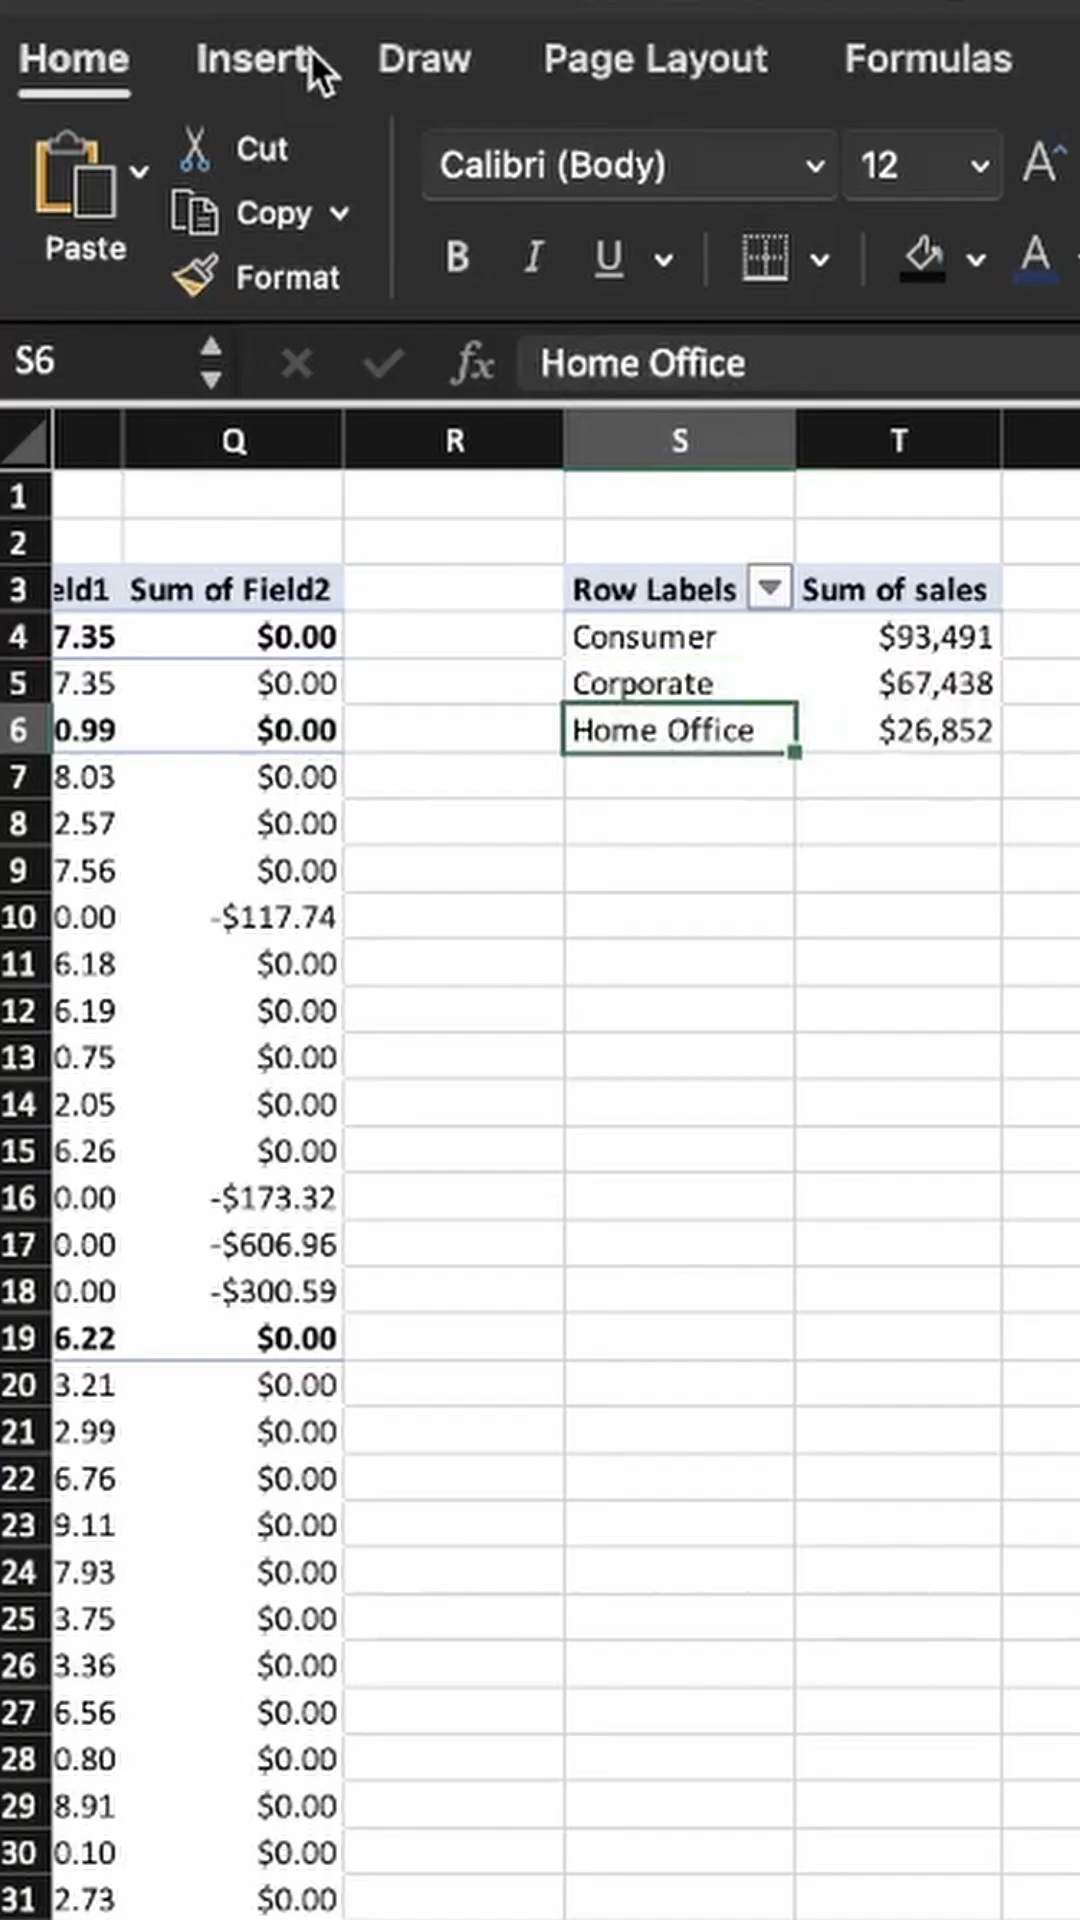 Home Insert Draw Page Layout Formulas
Cut
Calibri (Body) 12 A
Copy
Paste
B I U A
Format
S6 fx Home Office
Q R S T
1
2
3 eld1 Sum of Field2 Row Labels Sum of sales
4 7.35 $0.00 Consumer $93,491
5 7.35 $0.00 Corporate $67,438
6 0.99 $0.00 Home Office $26,852
7 8.03 $0.00
8 2.57 $0.00
9 7.56 $0.00
10 0.00 -$117.74
11 6.18 $0.00
12 6.19 $0.00
13 0.75 $0.00
14 2.05 $0.00
15 6.26 $0.00
16 0.00 -$173.32
17 0.00 -$606.96
18 0.00 -$300.59
19 6.22 $0.00
20 3.21 $0.00
21 2.99 $0.00
22 6.76 $0.00
23 9.11 $0.00
24 7.93 $0.00
25 3.75 $0.00
26 3.36 $0.00
27 6.56 $0.00
28 0.80 $0.00
29 8.91 $0.00
30 0.10 $0.00
31 2.73 $0.00